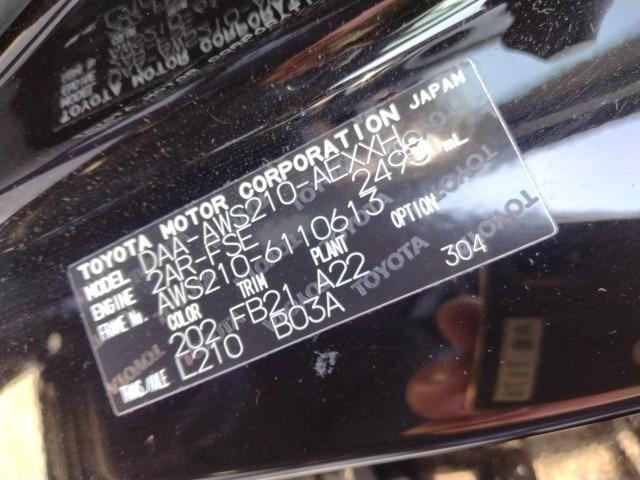 TOYOTA MOTOR CORPORATION JAPAN
MODEL DAA-AWS210-AEXXH
ENGINE 2AR-FSE 2493 mL
FRAME No. AWS210-6110613
COLOR TRIM PLANT OPTION
202 FB21 A22 304
TRANS/AXLE L210 B03A